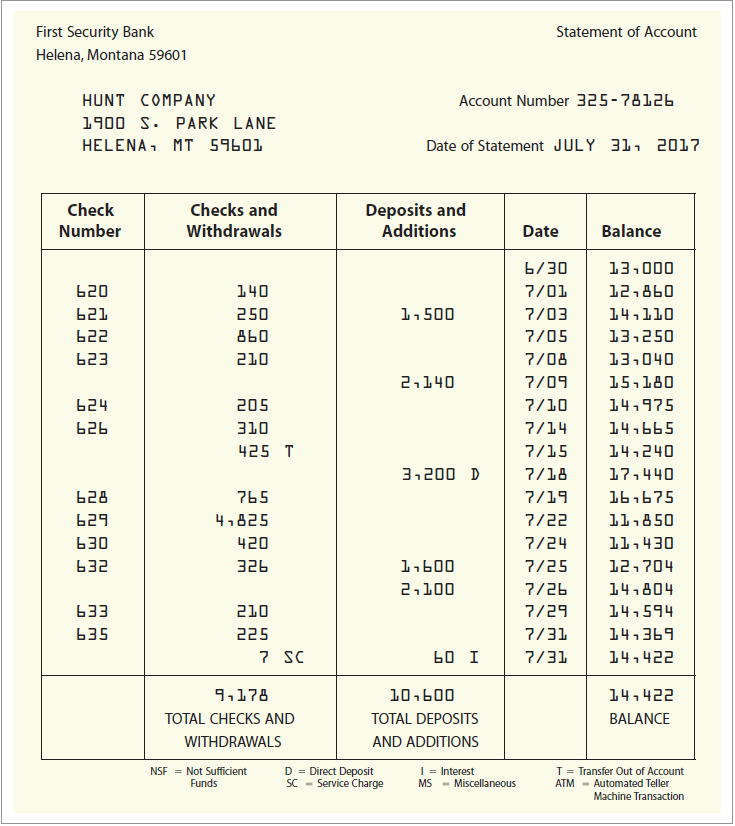 First Security Bank Statement of Account
Helena, Montana 59601
HUNT COMPANY Account Number 325-78126
1900 S. PARK LANE
HELENA, MT 59601 Date of Statement JULY 31, 2017
Check Number Checks and Withdrawals Deposits and Additions Date Balance
6/30 13,000
620 140 7/01 12,860
621 250 1,500 7/03 14,110
622 860 7/05 13,250
623 210 7/08 13,040
2,140 7/09 15,180
624 205 7/10 14,975
626 310 7/14 14,665
425 T 7/15 14,240
3,200 D 7/18 17,440
628 765 7/19 16,675
629 4,825 7/22 11,850
630 420 7/24 11,430
632 326 1,600 7/25 12,704
2,100 7/26 14,804
633 210 7/29 14,594
635 225 7/31 14,369
7 SC 60 I 7/31 14,422
9,178 10,600 14,422
TOTAL CHECKS AND TOTAL DEPOSITS BALANCE
WITHDRAWALS AND ADDITIONS
NSF = Not Sufficient D = Direct Deposit I = Interest T = Transfer Out of Account
Funds SC = Service Charge MS = Miscellaneous ATM = Automated Teller
Machine Transaction